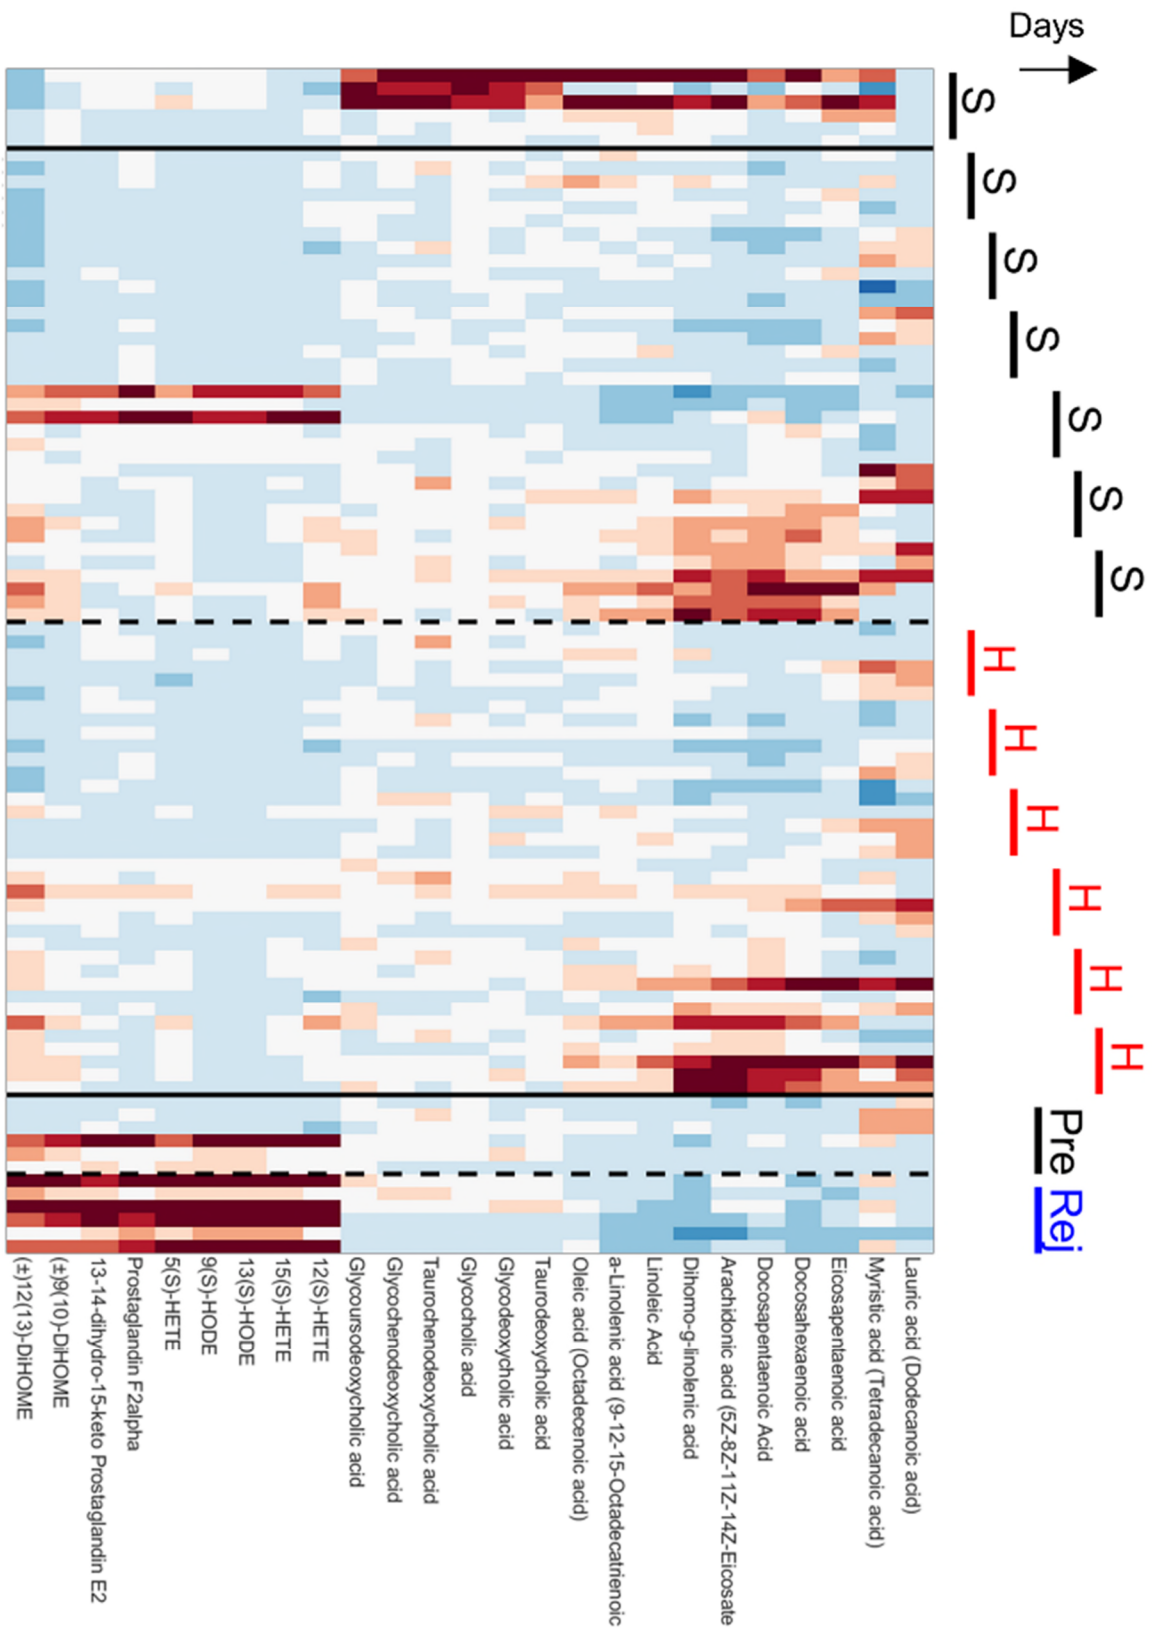 Days
S
S
S
S
S
S
S
H
H
H
H
H
H
Pre
Rej
Lauric acid (Dodecanoic acid)
Myristic acid (Tetradecanoic acid)
Eicosapentaenoic acid
Docosahexaenoic acid
Docosapentaenoic Acid
Arachidonic acid (5Z-8Z-11Z-14Z-Eicosate
Dihomo-g-linolenic acid
Linoleic Acid
a-Linolenic acid (9-12-15-Octadecatrienoic
Oleic acid (Octadecenoic acid)
Taurodeoxycholic acid
Glycodeoxycholic acid
Glycocholic acid
Taurochenodeoxycholic acid
Glycochenodeoxycholic acid
Glycoursodeoxycholic acid
12(S)-HETE
15(S)-HETE
13(S)-HODE
9(S)-HODE
5(S)-HETE
Prostaglandin F2alpha
13-14-dihydro-15-keto Prostaglandin E2
(±)9(10)-DiHOME
(±)12(13)-DiHOME